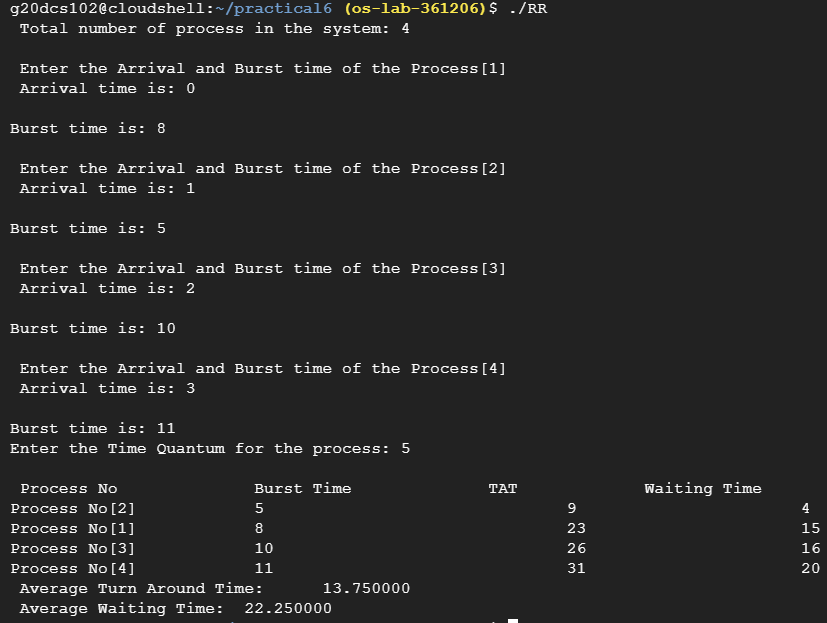 g20dcs102@cloudshell:~/practical6 (os-lab-361206)$ ./RR
Total number of process in the system: 4
Enter the Arrival and Burst time of the Process[1]
Arrival time is: 0
Burst time is: 8
Enter the Arrival and Burst time of the Process[2]
Arrival time is: 1
Burst time is: 5
Enter the Arrival and Burst time of the Process[3]
Arrival time is: 2
Burst time is: 10
Enter the Arrival and Burst time of the Process[4]
Arrival time is: 3
Burst time is: 11
Enter the Time Quantum for the process: 5
Process No Burst Time TAT Waiting Time
Process No[2] 5 9 4
Process No[1] 8 23 15
Process No[3] 10 26 16
Process No[4] 11 31 20
Average Turn Around Time: 13.750000
Average Waiting Time: 22.250000